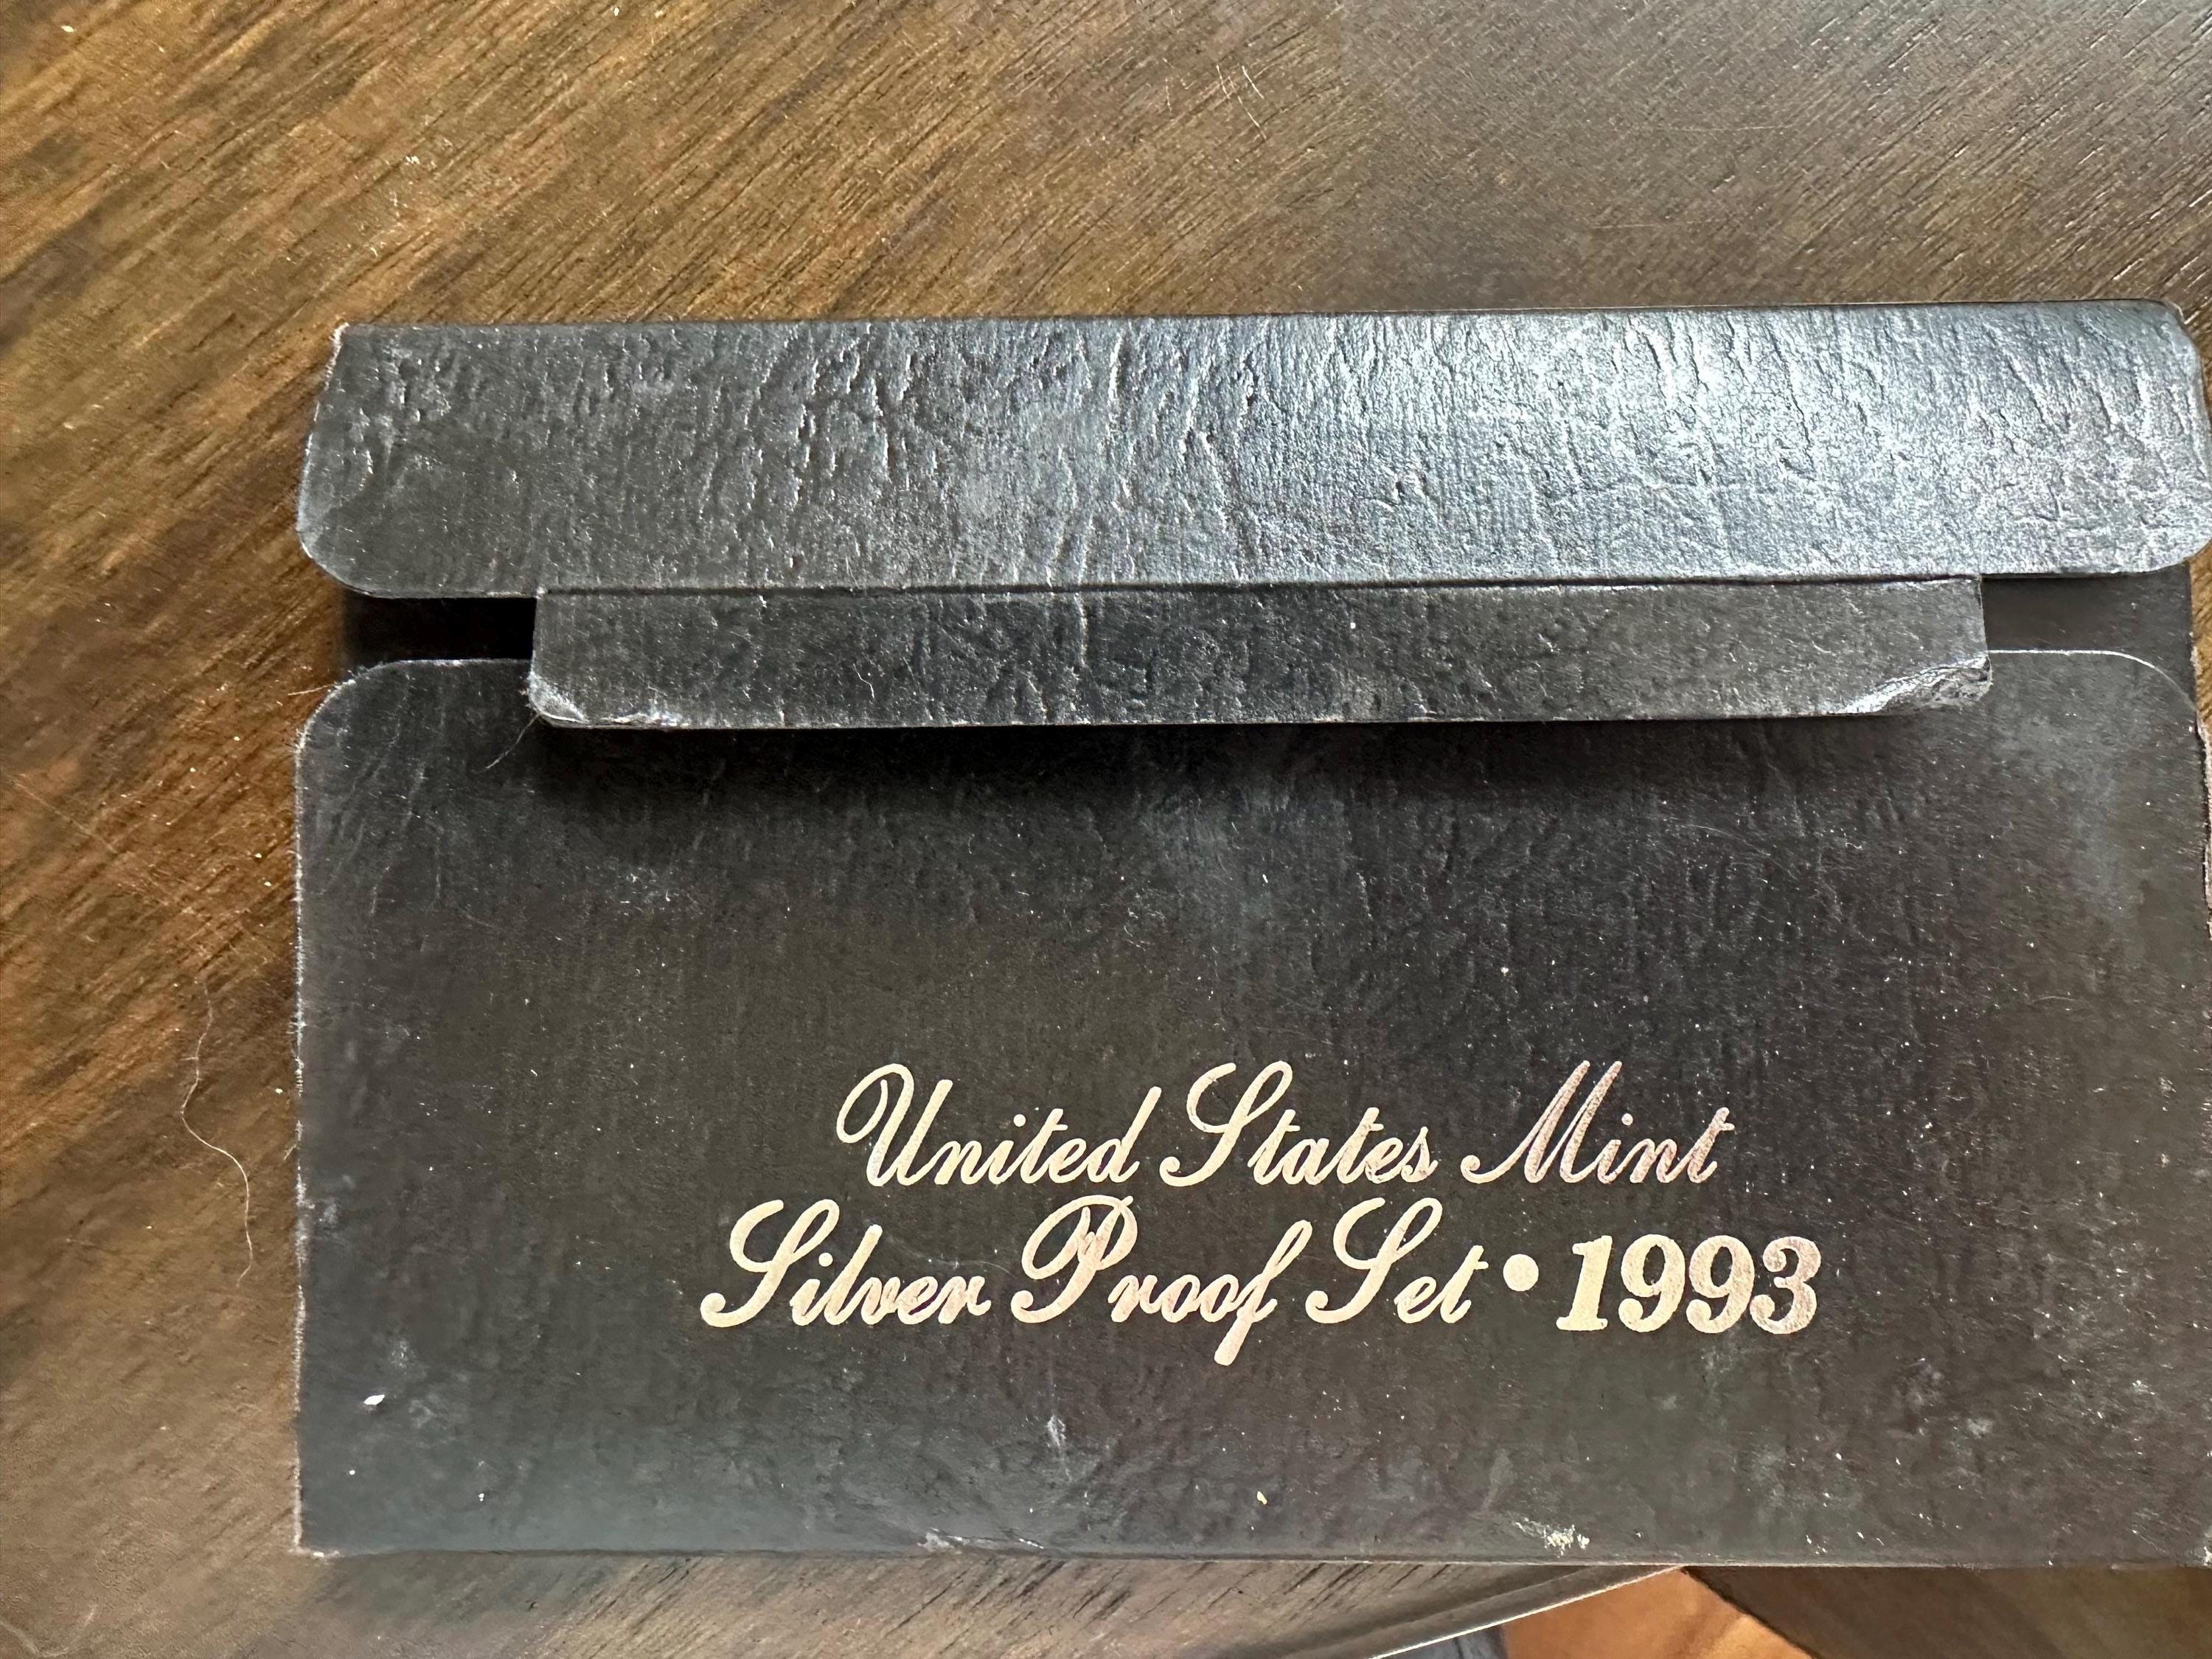 United States Mint
Silver Proof Set • 1993